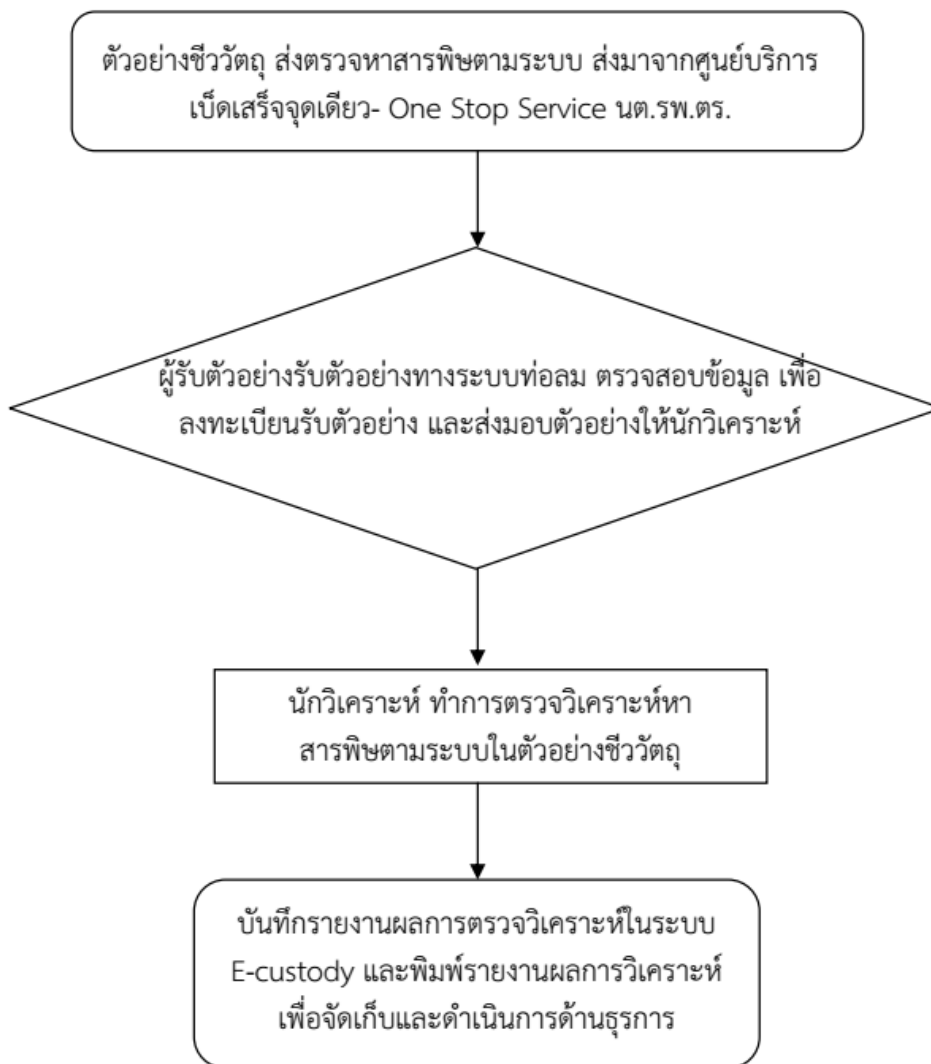 ตัวอย่างชีววัตถุ ส่งตรวจหาสารพิษตามระบบ ส่งมาจากศูนย์บริการ
เบ็ดเสร็จจุดเดียว- One Stop Service นต.รพ.ตร.
ผู้รับตัวอย่างรับตัวอย่างทางระบบท่อลม ตรวจสอบข้อมูล เพื่อ
ลงทะเบียนรับตัวอย่าง และส่งมอบตัวอย่างให้นักวิเคราะห์
นักวิเคราะห์ ทำการตรวจวิเคราะห์หา
สารพิษตามระบบในตัวอย่างชีววัตถุ
บันทึกรายงานผลการตรวจวิเคราะห์ในระบบ
E-custody และพิมพ์รายงานผลการวิเคราะห์
เพื่อจัดเก็บและดำเนินการด้านธุรการ